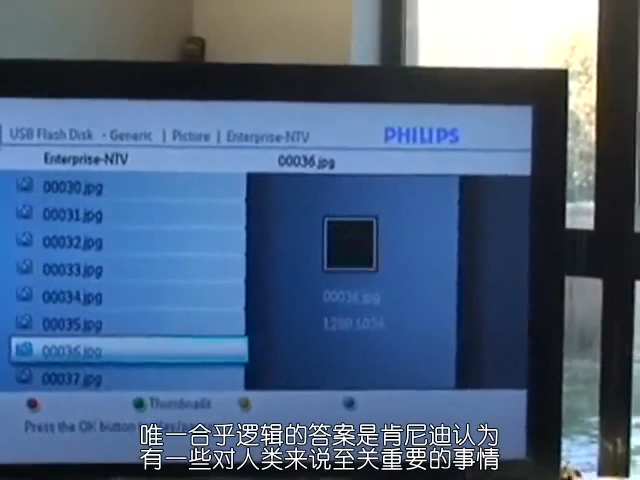 USB Flash Disk - Generic | Picture | Enterprise-NTV
PHILIPS
Enterprise-NTV
00036.jpg
00030.jpg
00031.jpg
00032.jpg
00033.jpg
00034.jpg
00035.jpg
00036.jpg
00037.jpg
00036.jpg
Thumbnails
Press the OK button
唯一合乎逻辑的答案是肯尼迪认为
有一些对人类来说至关重要的事情